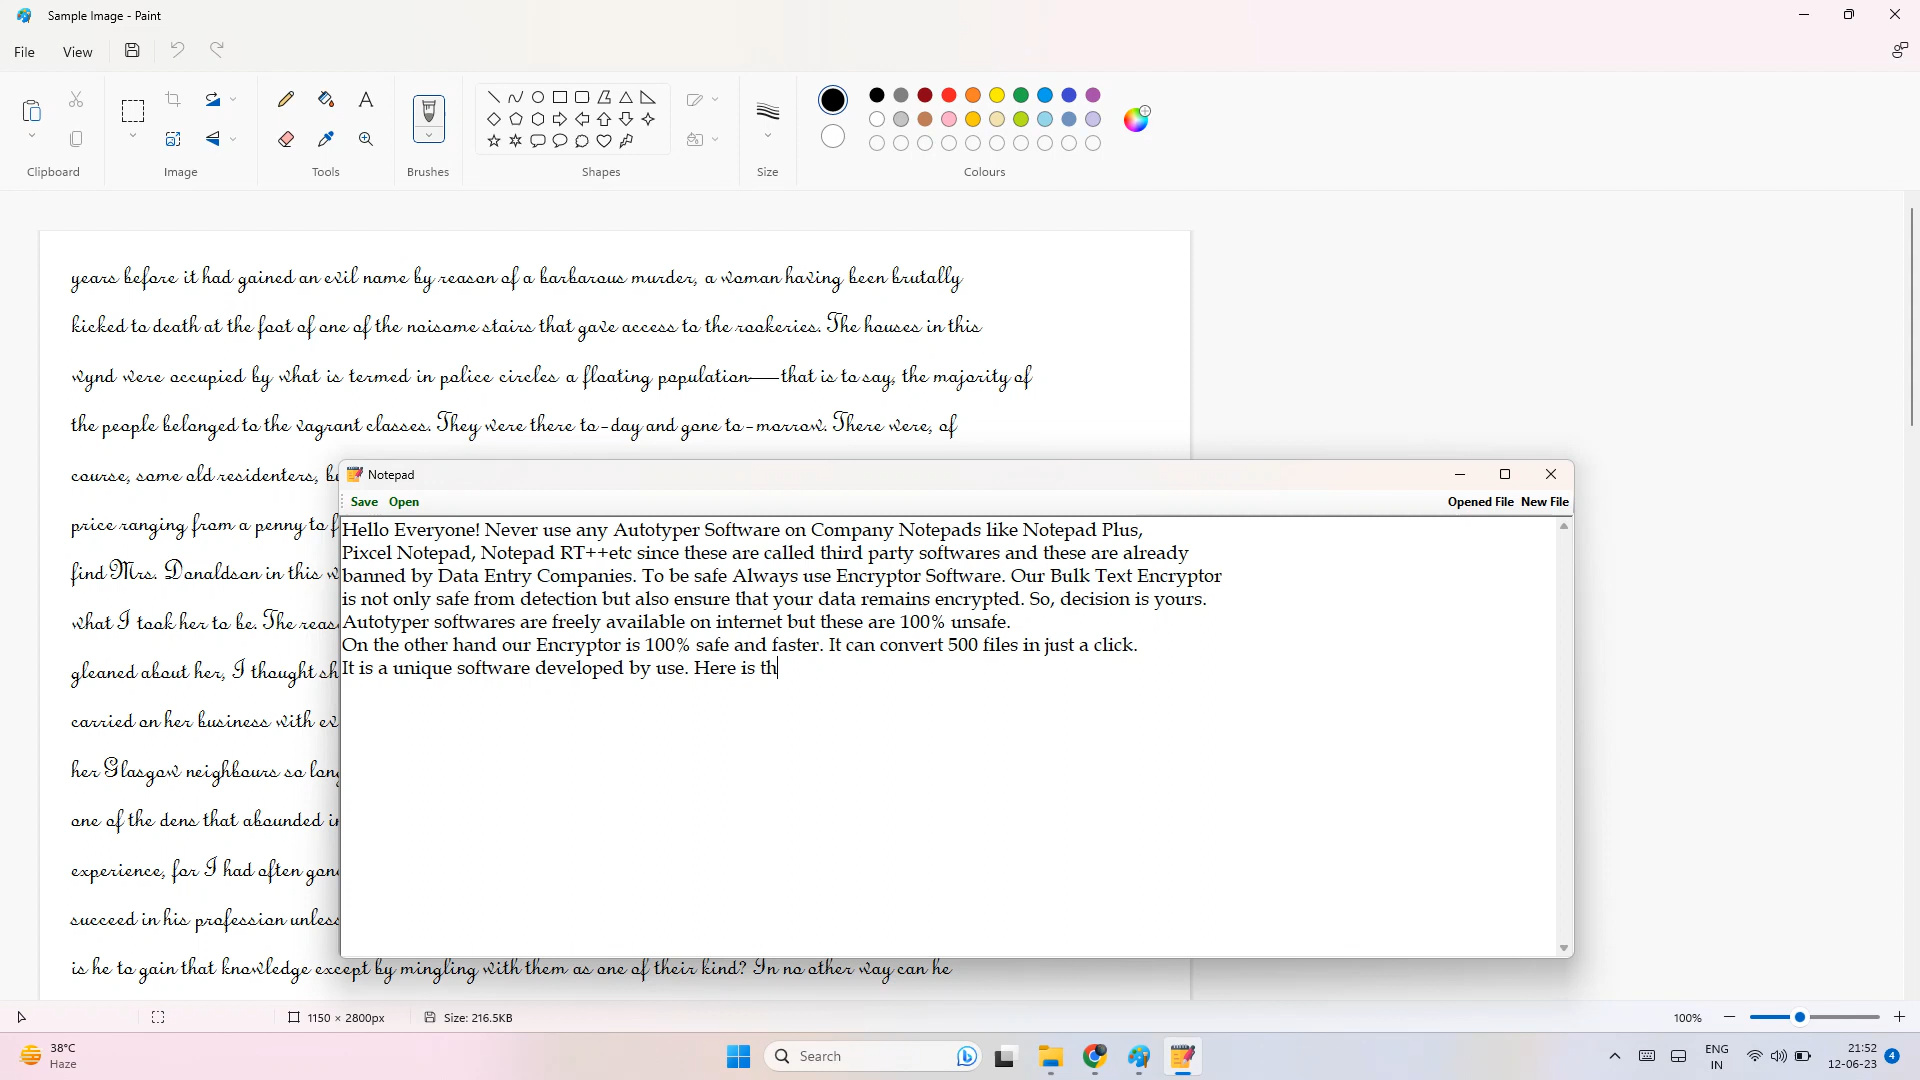 Sample Image - Paint
File View
Clipboard Image Tools Brushes Shapes Size Colours
years before it had gained an evil name by reason of a barbarous murder, a woman having been brutally
kicked to death at the foot of one of the noisome stairs that gave access to the rookeries. The houses in this
wynd were occupied by what is termed in police circles a floating population—that is to say, the majority of
the people belonged to the vagrant classes. They were there to-day and gone to-morrow. There were, of
course, some old residenters, be
price ranging from a penny to f
find Mrs. Donaldson in this w
what I took her to be. The reas
gleaned about her, I thought sh
carried on her business with ev
her Glasgow neighbours so long
one of the dens that abounded in
experience, for I had often gone
succeed in his profession unless
is he to gain that knowledge except by mingling with them as one of their kind? In no other way can he
Notepad
Save Open Opened File New File
Hello Everyone! Never use any Autotyper Software on Company Notepads like Notepad Plus,
Pixcel Notepad, Notepad RT++etc since these are called third party softwares and these are already
banned by Data Entry Companies. To be safe Always use Encryptor Software. Our Bulk Text Encryptor
is not only safe from detection but also ensure that your data remains encrypted. So, decision is yours.
Autotyper softwares are freely available on internet but these are 100% unsafe.
On the other hand our Encryptor is 100% safe and faster. It can convert 500 files in just a click.
It is a unique software developed by use. Here is th
1150 × 2800px Size: 216.5KB 100%
38°C
Haze
Search
ENG
IN
21:52
12-06-23
4